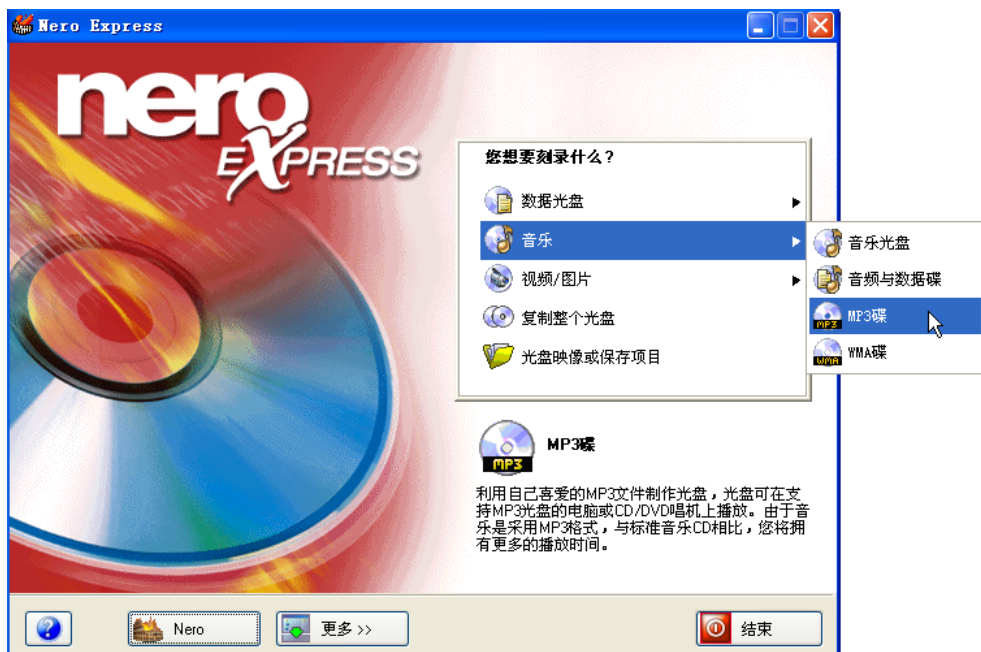 Nero Express
nero
EXPRESS
您想要刻录什么?
数据光盘
音乐
视频/图片
复制整个光盘
光盘映像或保存项目
音乐光盘
音频与数据碟
MP3碟
WMA碟
MP3
MP3碟
利用自己喜爱的MP3文件制作光盘，光盘可在支
持MP3光盘的电脑或CD/DVD唱机上播放。由于音
乐是采用MP3格式，与标准音乐CD相比，您将拥
有更多的播放时间。
Nero
更多 >>
结束